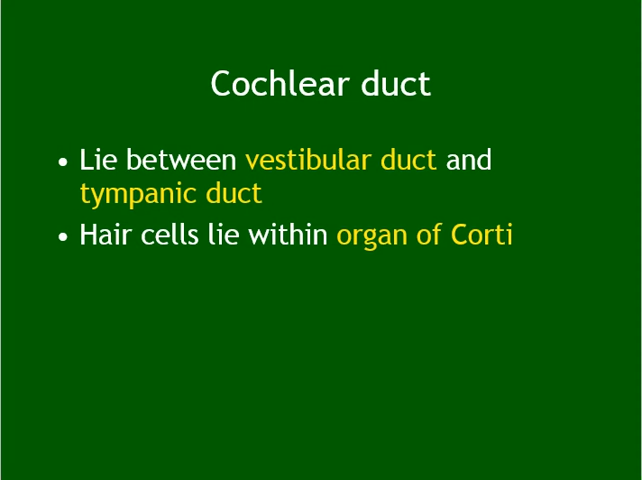 Cochlear duct
• Lie between vestibular duct and
tympanic duct
• Hair cells lie within organ of Corti